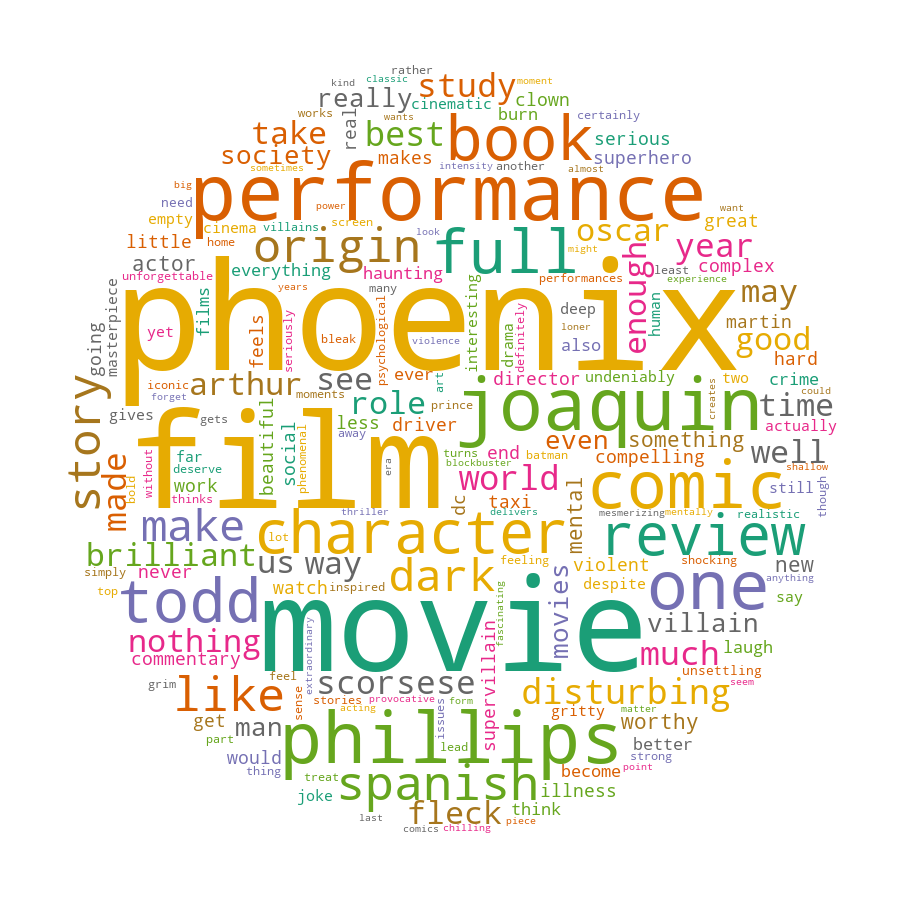 rather
kind classic study moment
really cinematic clown
works wants burn certainly
take real best book serious
society makes intensity another almost superhero
sometimes
big performance
need power want
empty cinema villains screen look oscar great
little home origin full might year
actor everything haunting enough least complex
unforgettable years many performances experience
going masterpiece films phoenix interesting deep human may
yet feels seriously psychological drama definitely loner martin
bleak violence also good
iconic arthur see ever art director undeniably two hard crime
forget moments role prince joaquin creates could
story gives gets less driver time actually
beautiful social phenomenal away turns end batman even something well
far film era blockbuster world compelling shallow
made without deserve work dc taxi comic still though
bold thinks thriller delivers mesmerizing mentally realistic
make lot character mental review
brilliant us way feeling shocking new
simply never watch inspired dark violent movies anything
top todd movie despite one say
nothing extraordinary fascinating villain
commentary supervillain much laugh
grim feel scorsese unsettling seem
like sense stories provocative form disturbing
get acting issues gritty matter worthy
part man phillips lead better
would strong
thing treat spanish become point
joke illness
fleck think
last piece
comics chilling